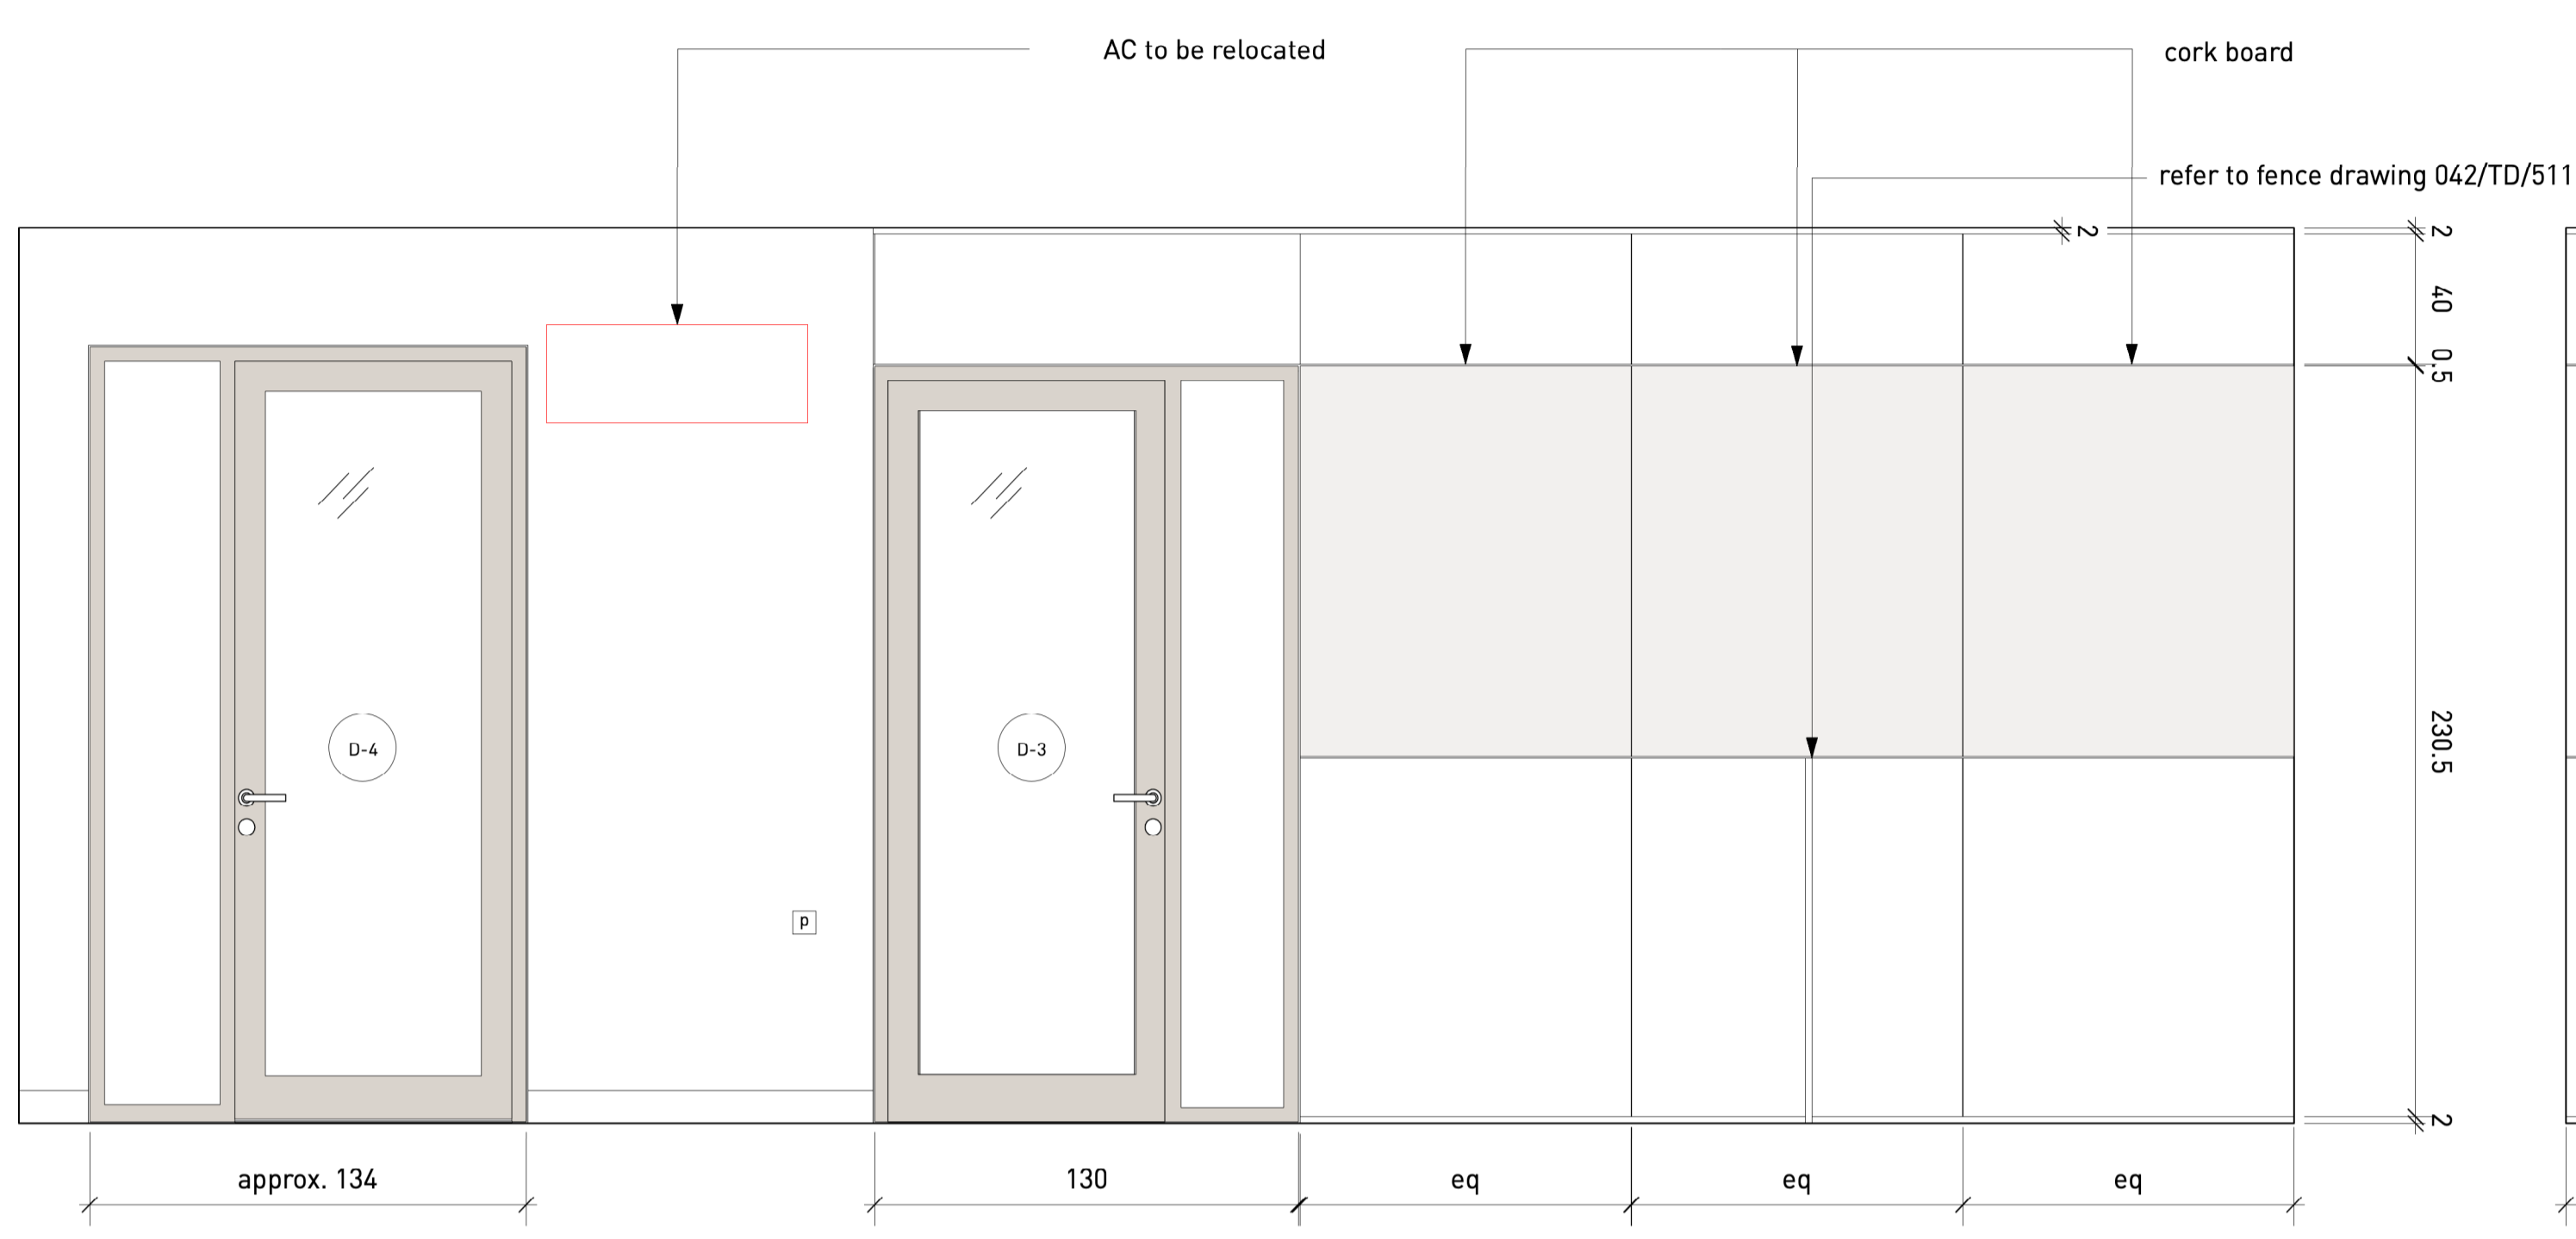 AC to be relocated
cork board
refer to fence drawing 042/TD/511
2
2
40
0.5
D-4
D-3
230.5
p
2
approx. 134
130
eq
eq
eq